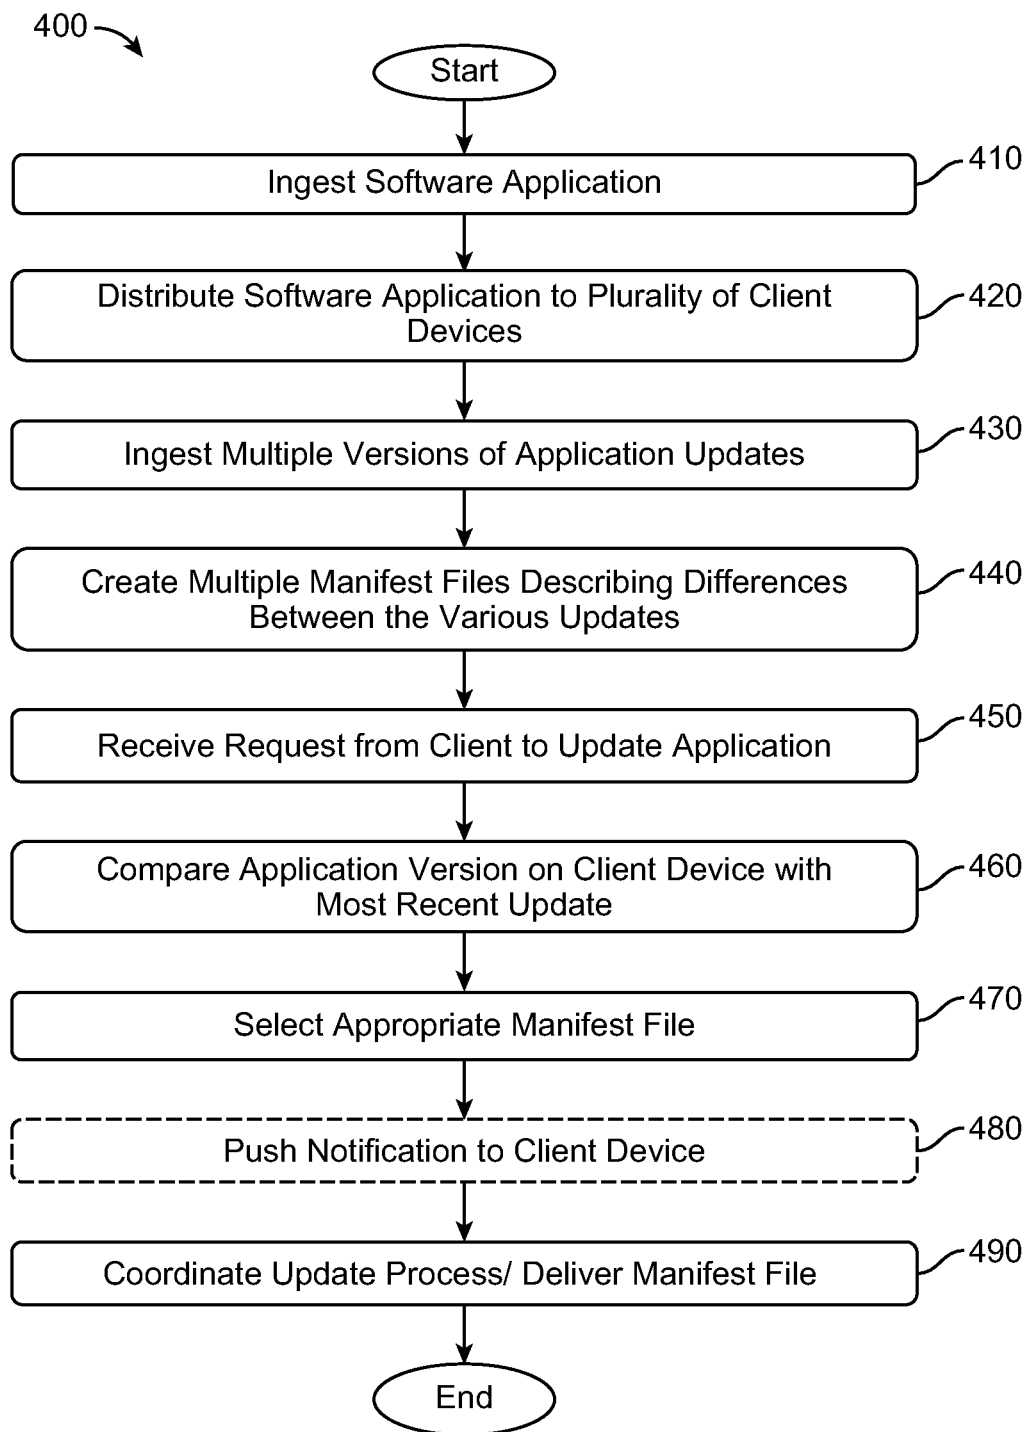 400
Start
Ingest Software Application
410
Distribute Software Application to Plurality of Client
Devices
420
Ingest Multiple Versions of Application Updates
430
Create Multiple Manifest Files Describing Differences
Between the Various Updates
440
Receive Request from Client to Update Application
450
Compare Application Version on Client Device with
Most Recent Update
460
Select Appropriate Manifest File
470
Push Notification to Client Device
480
Coordinate Update Process/ Deliver Manifest File
490
End